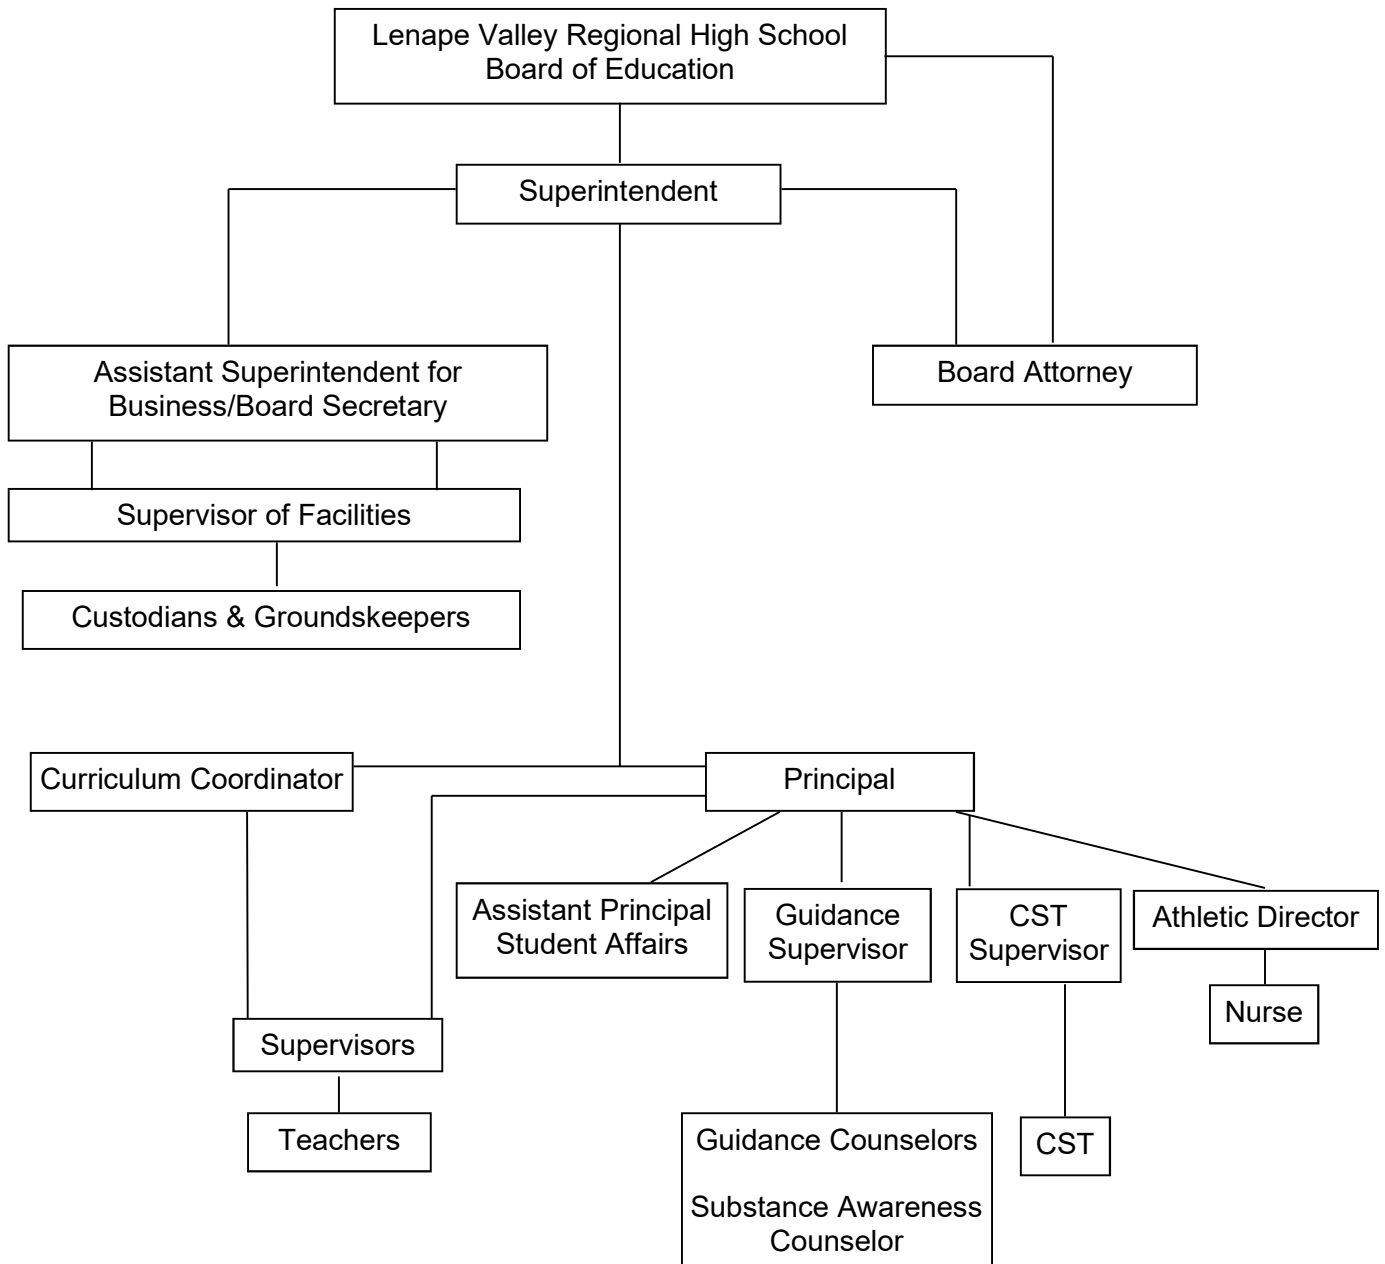 Lenape Valley Regional High School
Board of Education
Superintendent
Assistant Superintendent for
Business/Board Secretary
Board Attorney
Supervisor of Facilities
Custodians & Groundskeepers
Curriculum Coordinator
Principal
Assistant Principal
Student Affairs
Guidance
Supervisor
CST
Supervisor
Athletic Director
Nurse
Supervisors
Teachers
Guidance Counselors
Substance Awareness
Counselor
CST